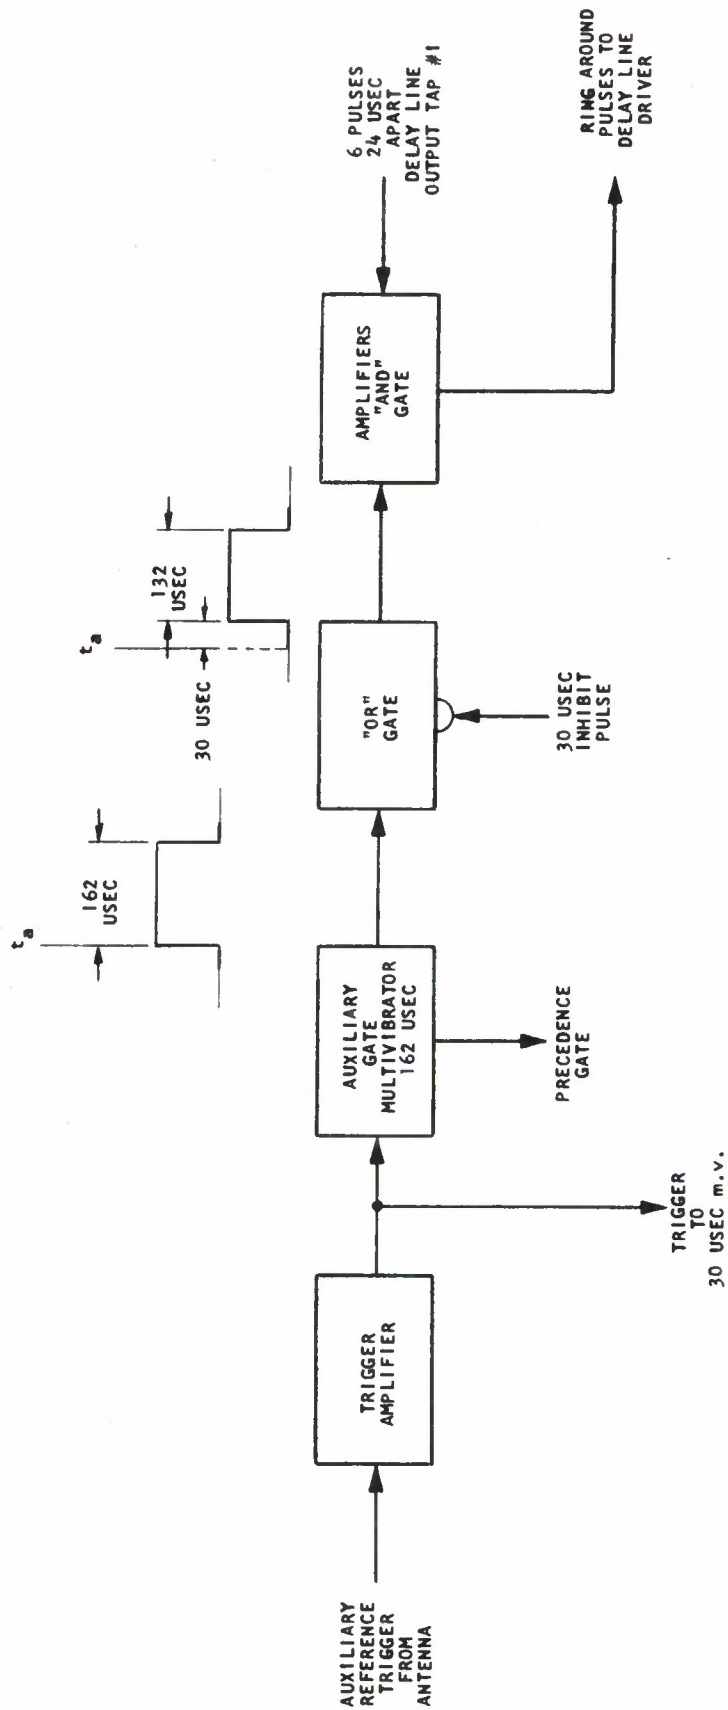 AUXILIARY
REFERENCE
TRIGGER
FROM
ANTENNA
TRIGGER
AMPLIFIER
TRIGGER
TO
30 USEC m.v.
AUXILIARY
GATE
MULTIVIBRATOR
162 USEC
PRECEDENCE
GATE
ta
162
USEC
"OR"
GATE
30 USEC
INHIBIT
PULSE
ta
30 USEC
132
USEC
AMPLIFIERS
"AND"
GATE
6 PULSES
24 USEC
APART
DELAY LINE
OUTPUT TAP #1
RING AROUND
PULSES TO
DELAY LINE
DRIVER